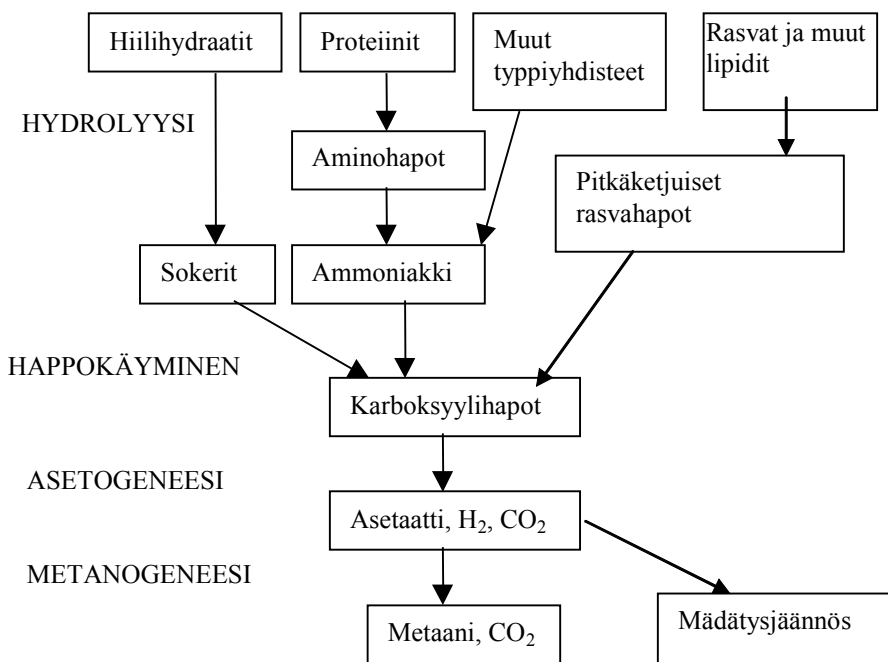 Hiilihydraatit
Proteiinit
Muut
typpiyhdisteet
Rasvat ja muut
lipidit
HYDROLYYSI
Aminohapot
Pitkäketjuiset
rasvahapot
Sokerit
Ammoniakki
HAPPOKÄYMINEN
Karboksyylihapot
ASETOGENEESI
Asetaatti, H₂, CO₂
METANOGENEESI
Metaani, CO₂
Mädätysjäännös